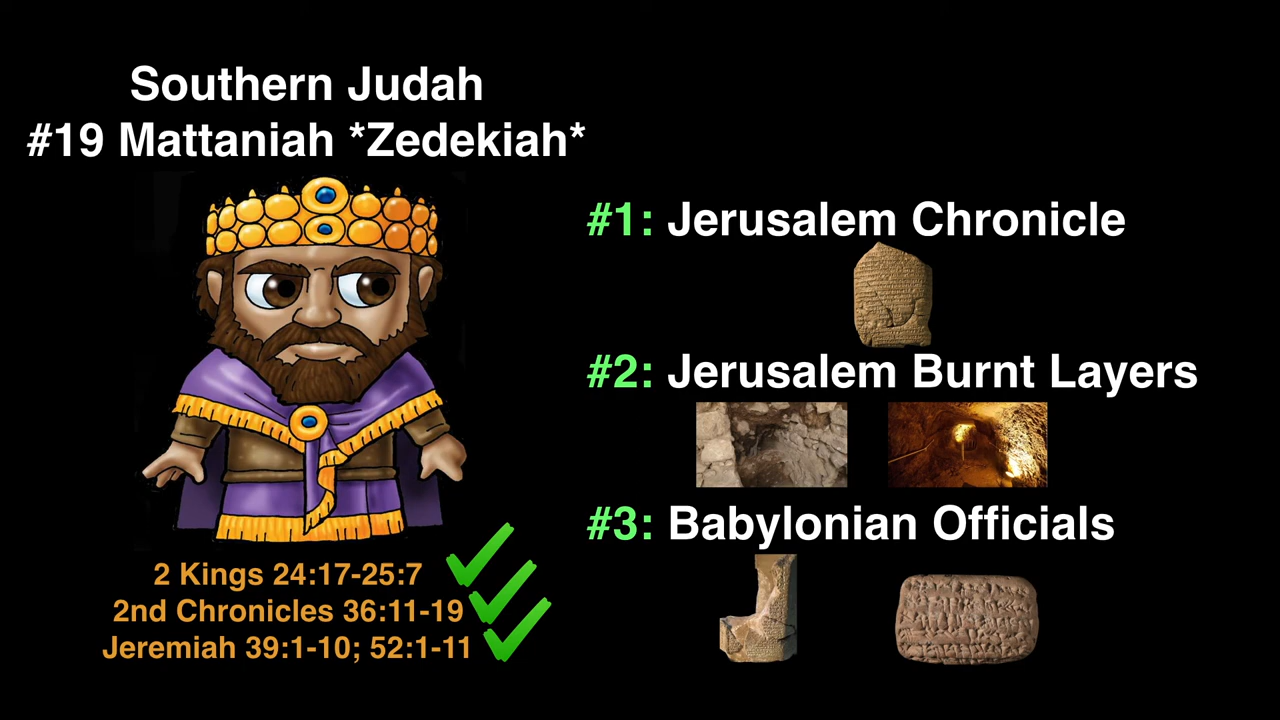 Southern Judah
#19 Mattaniah *Zedekiah*
#1: Jerusalem Chronicle
#2: Jerusalem Burnt Layers
#3: Babylonian Officials
2 Kings 24:17-25:7
2nd Chronicles 36:11-19
Jeremiah 39:1-10; 52:1-11